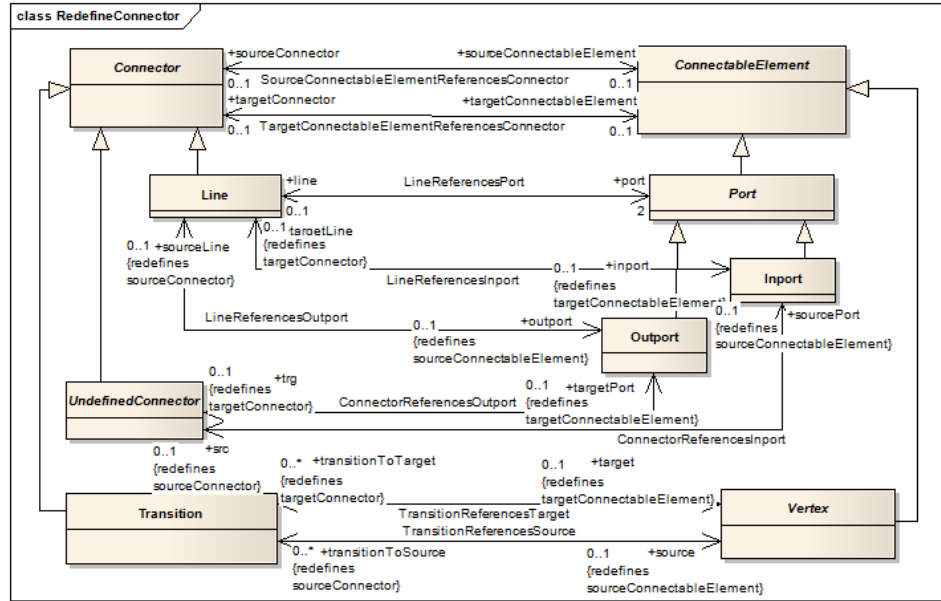 class RedefineConnector
+sourceConnector
+sourceConnectableElement
Connector
ConnectableElement
0..1
SourceConnectableElementReferencesConnector
0..1
+targetConnector
+targetConnectableElement
0..1
TargetConnectableElementReferencesConnector
0..1
Line
+line
LineReferencesPort
+port
Port
0..1
2
0..1
+sourceLine
{redefines
sourceConnector}
0..1
targetLine
{redefines
targetConnector}
LineReferencesInport
0..1
+inport
{redefines
targetConnectableElement}
Inport
LineReferencesOutport
0..1
+outport
{redefines
sourceConnectableElement}
Outport
0..1
+sourcePort
{redefines
sourceConnectableElement}
UndefinedConnector
0..1
+trg
{redefines
targetConnector}
ConnectorReferencesOutport
0..1
+targetPort
{redefines
targetConnectableElement}
ConnectorReferencesInport
0..1
+src
{redefines
sourceConnector}
0..*
+transitionToTarget
{redefines
targetConnector}
0..1
+target
{redefines
targetConnectableElement}
Transition
TransitionReferencesTarget
Vertex
TransitionReferencesSource
0..*
+transitionToSource
{redefines
sourceConnector}
0..1
+source
{redefines
sourceConnectableElement}